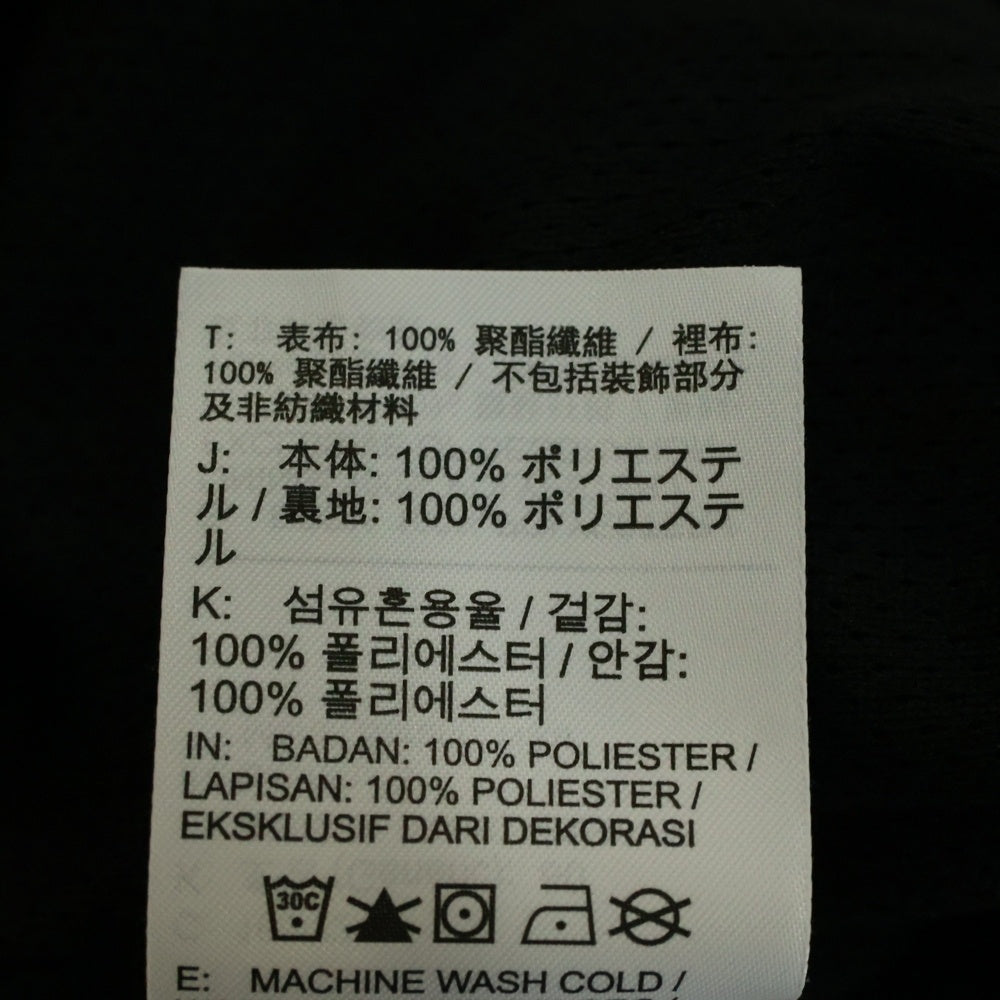 T: 表布: 100% 聚酯纖維 / 裡布:
100% 聚酯纖維 / 不包括裝飾部分
及非紡織材料
J: 本体: 100% ポリエステ
ル / 裏地: 100% ポリエステ
ル
K: 섬유혼용율 / 겉감:
100% 폴리에스터 / 안감:
100% 폴리에스터
IN: BADAN: 100% POLIESTER /
LAPISAN: 100% POLIESTER /
EKSKLUSIF DARI DEKORASI
30C
E: MACHINE WASH COLD /